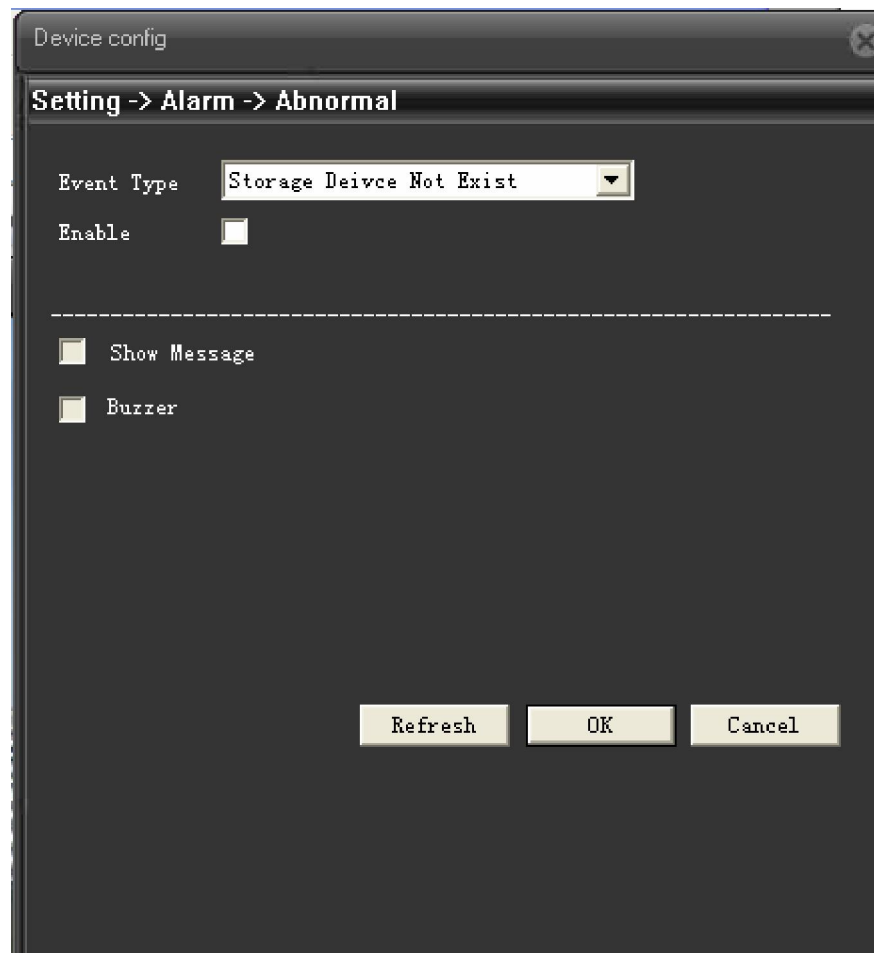 Device config
Setting -> Alarm -> Abnormal
Event Type Storage Deivce Not Exist
Enable
Show Message
Buzzer
Refresh OK Cancel